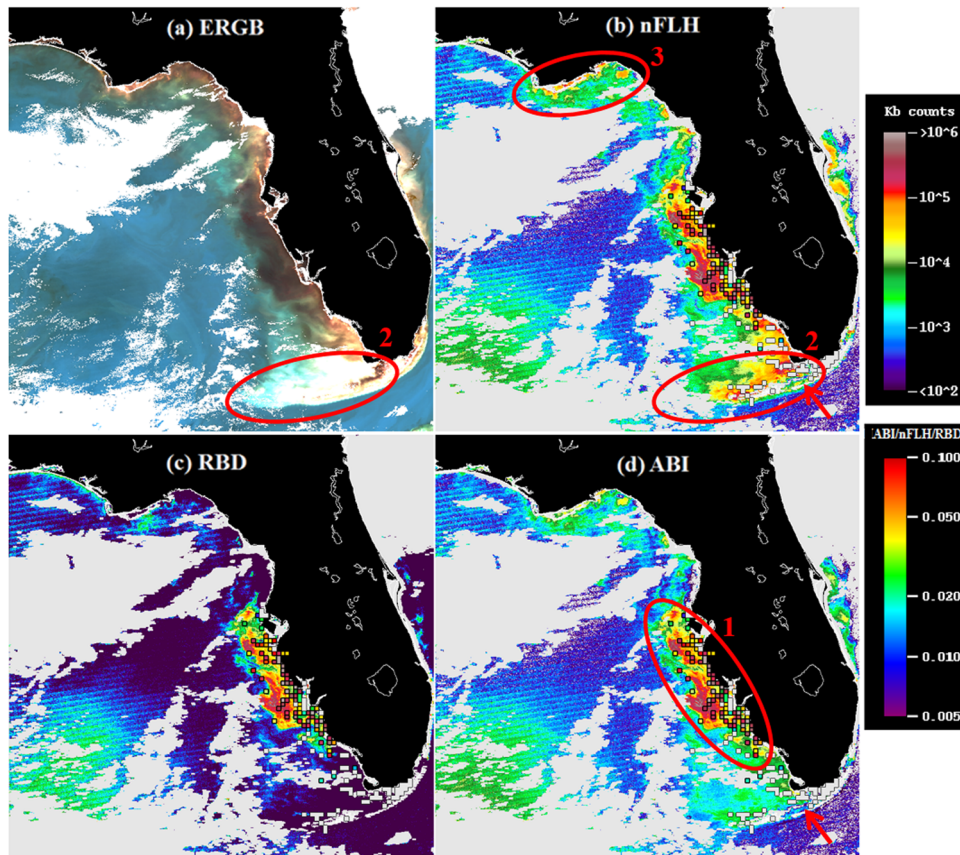 (a) ERGB
(b) nFLH
3
Kb counts
>10^6
10^5
10^4
10^3
<10^2
2
2
(c) RBD
(d) ABI
1
ABI/nFLH/RBD
0.100
0.050
0.020
0.010
0.005